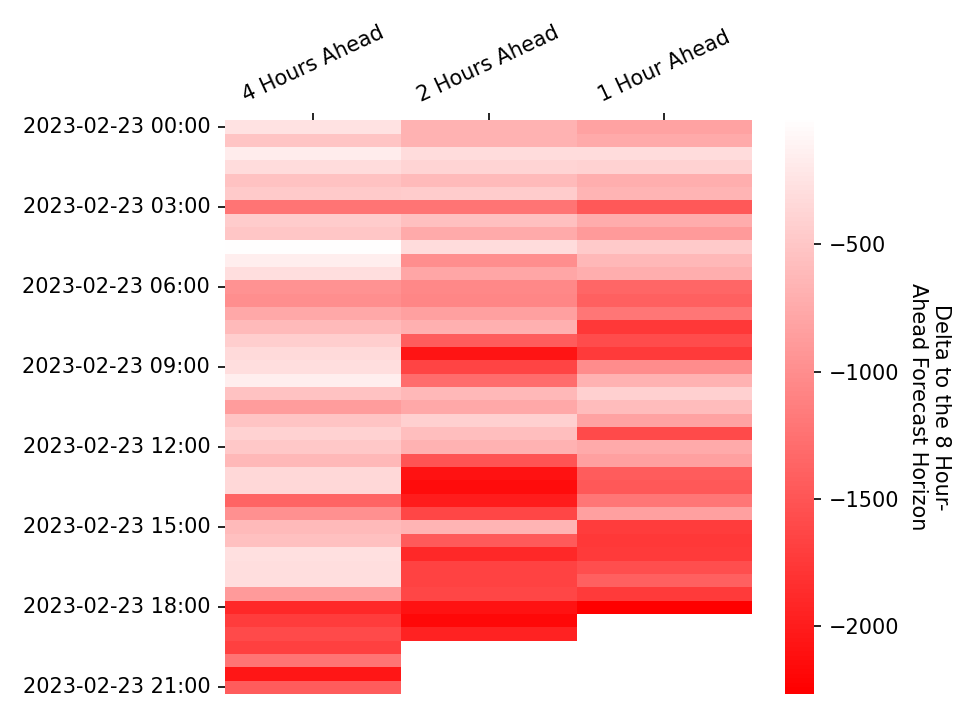 4 Hours Ahead
2 Hours Ahead
1 Hour Ahead
2023-02-23 00:00
2023-02-23 03:00
2023-02-23 06:00
2023-02-23 09:00
2023-02-23 12:00
2023-02-23 15:00
2023-02-23 18:00
2023-02-23 21:00
−500
−1000
−1500
−2000
Delta to the 8 Hour-
Ahead Forecast Horizon